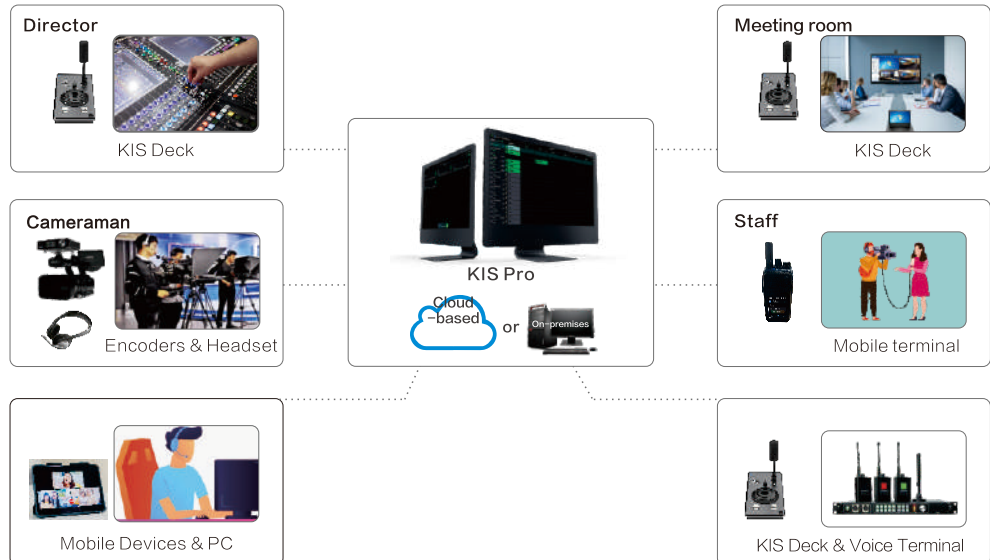 Director
KIS Deck
Meeting room
KIS Deck
Cameraman
Encoders & Headset
KIS Pro
Cloud
-based
or
On-premises
Staff
Mobile terminal
Mobile Devices & PC
KIS Deck & Voice Terminal